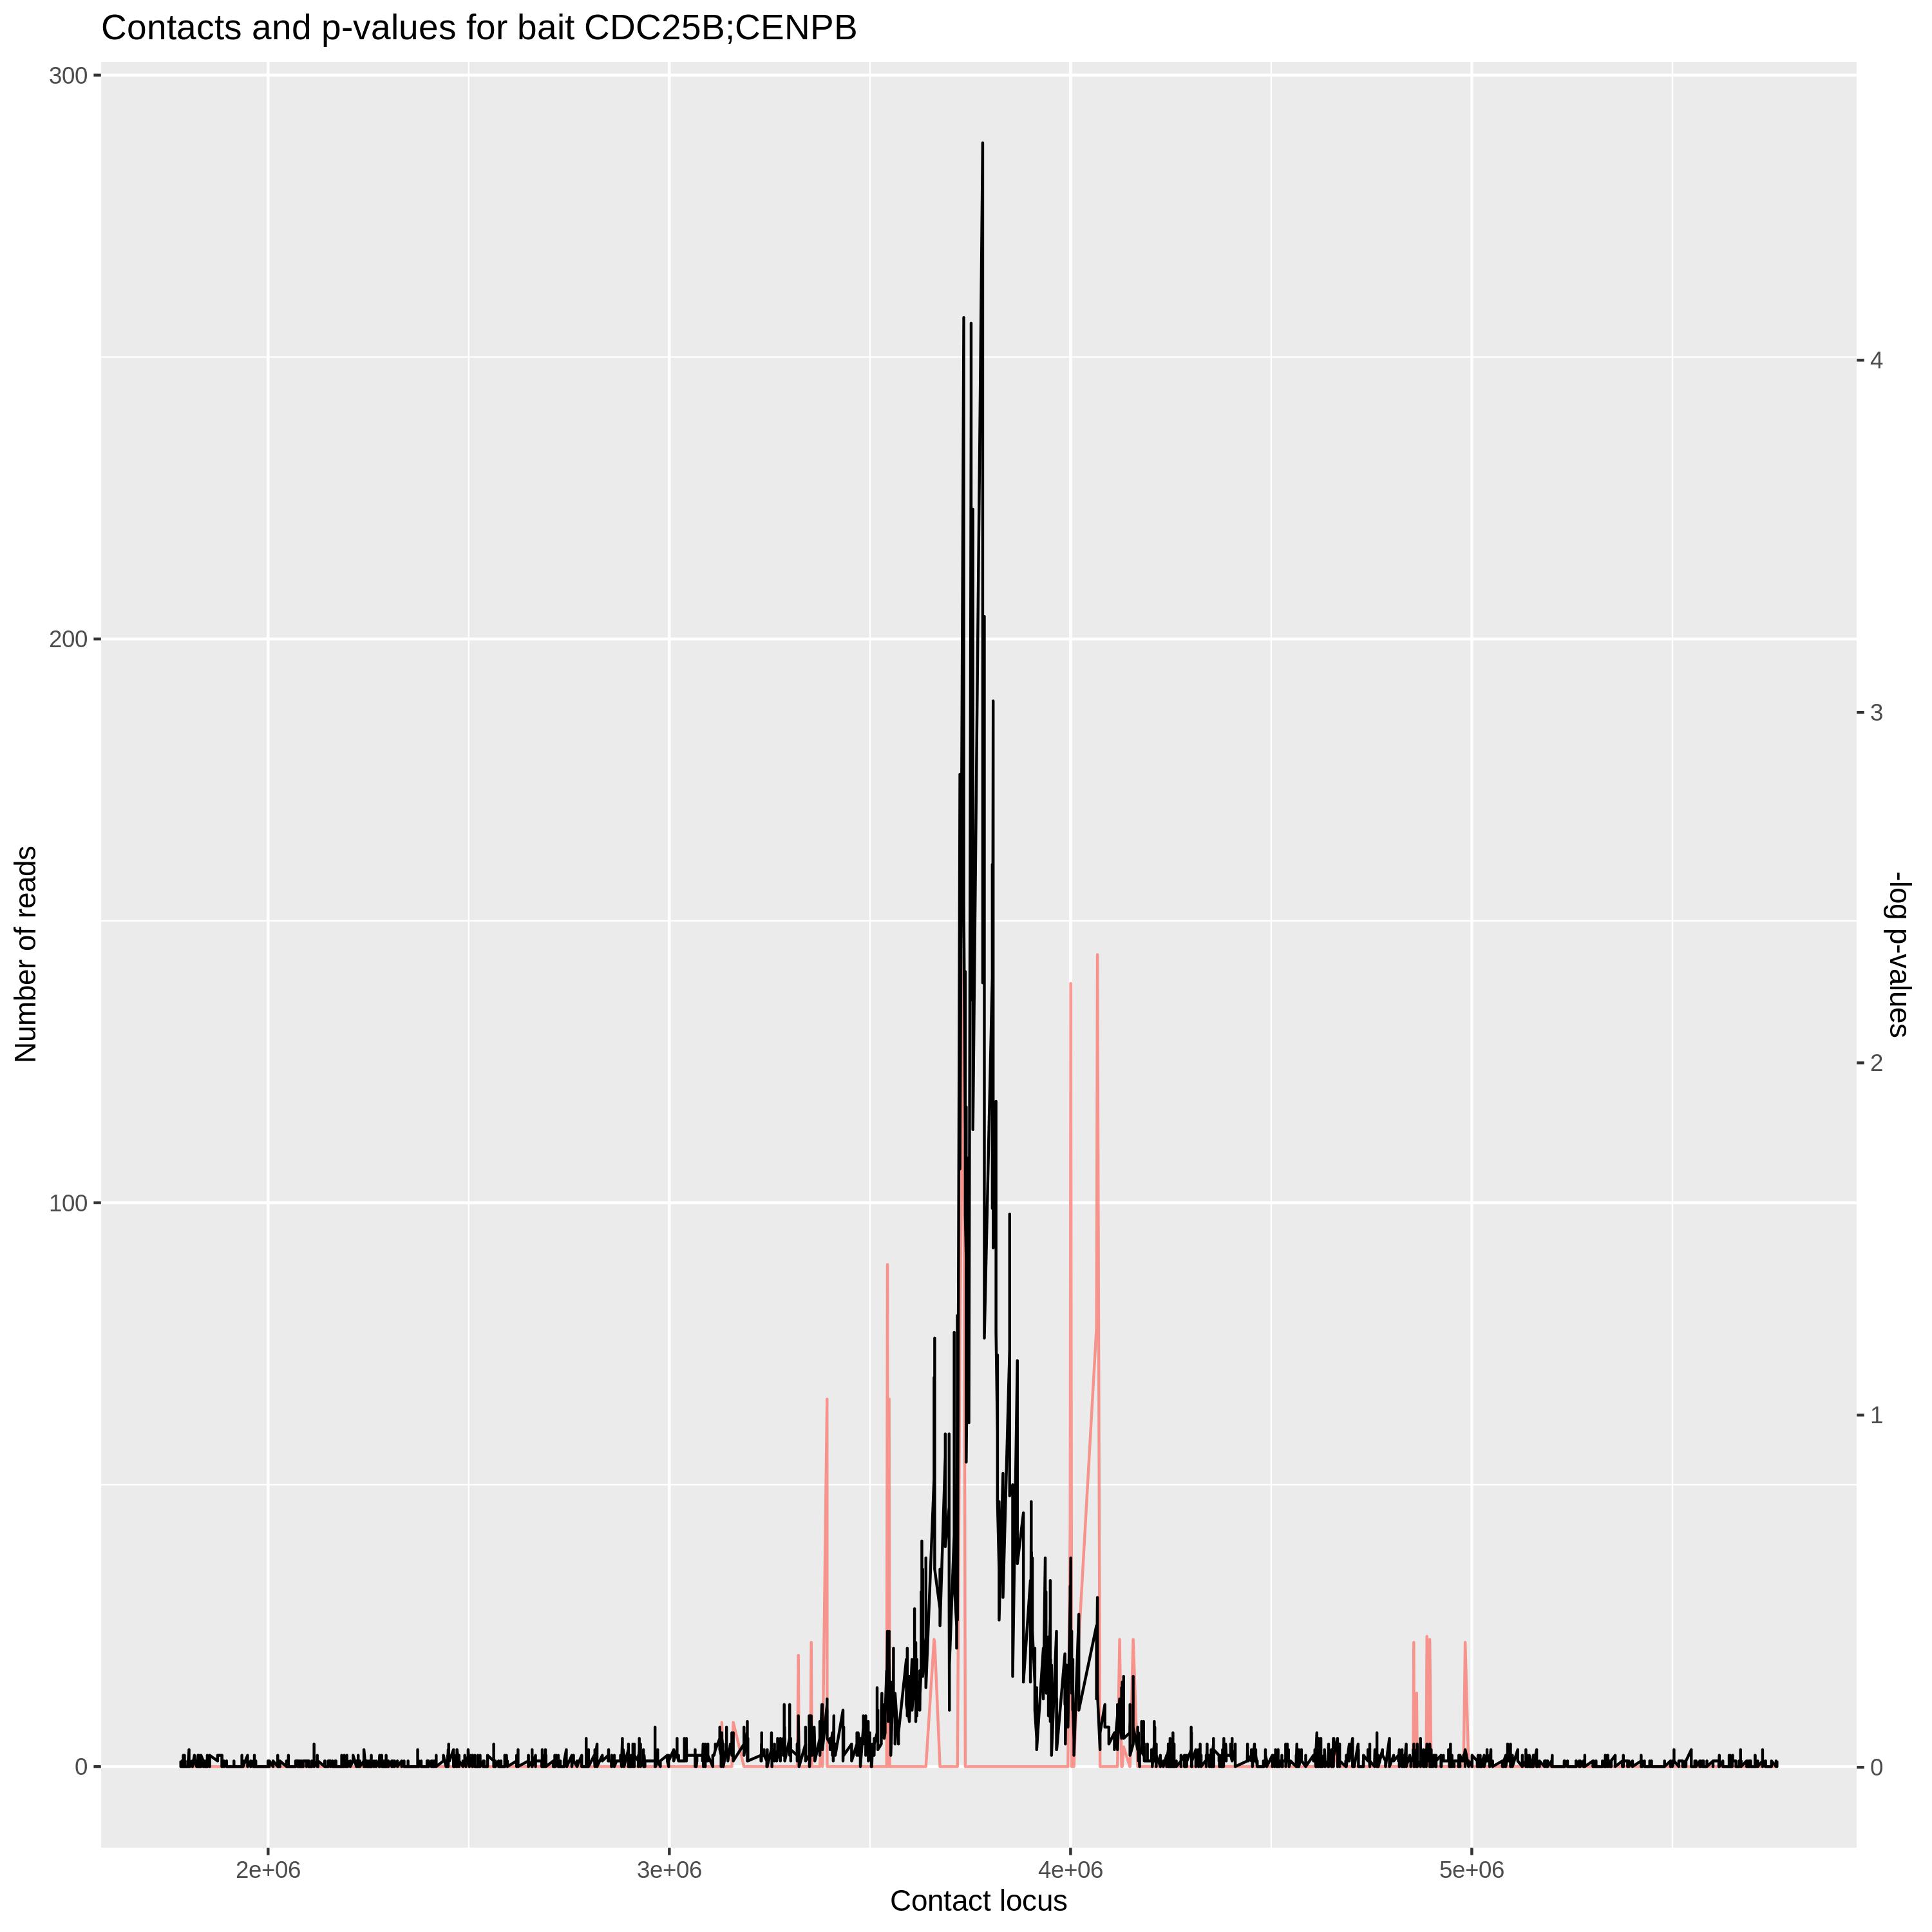 Contacts and p-values for bait CDC25B;CENPB
300
200
100
0
Number of reads
4
3
2
1
0
-log p-values
2e+06
3e+06
4e+06
5e+06
Contact locus